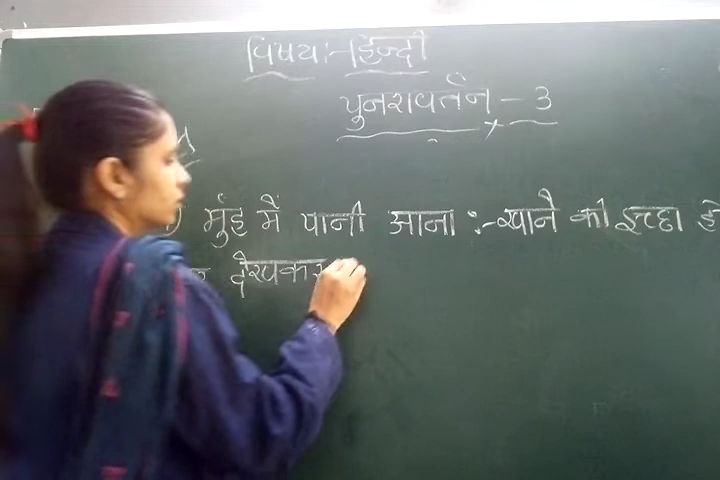 विषय:- हिन्दी
पुनरावर्तन - 3
मुँह में पानी आना :- खाने की इच्छा हो
देखकर